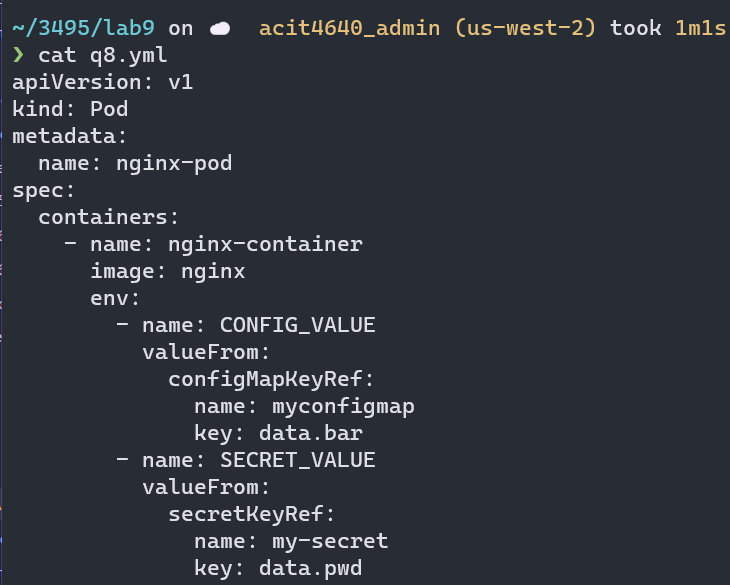 ~/3495/lab9 on ☁ acit4640_admin (us-west-2) took 1m1s
❯ cat q8.yml
apiVersion: v1
kind: Pod
metadata:
  name: nginx-pod
spec:
  containers:
    - name: nginx-container
      image: nginx
      env:
        - name: CONFIG_VALUE
          valueFrom:
            configMapKeyRef:
              name: myconfigmap
              key: data.bar
        - name: SECRET_VALUE
          valueFrom:
            secretKeyRef:
              name: my-secret
              key: data.pwd